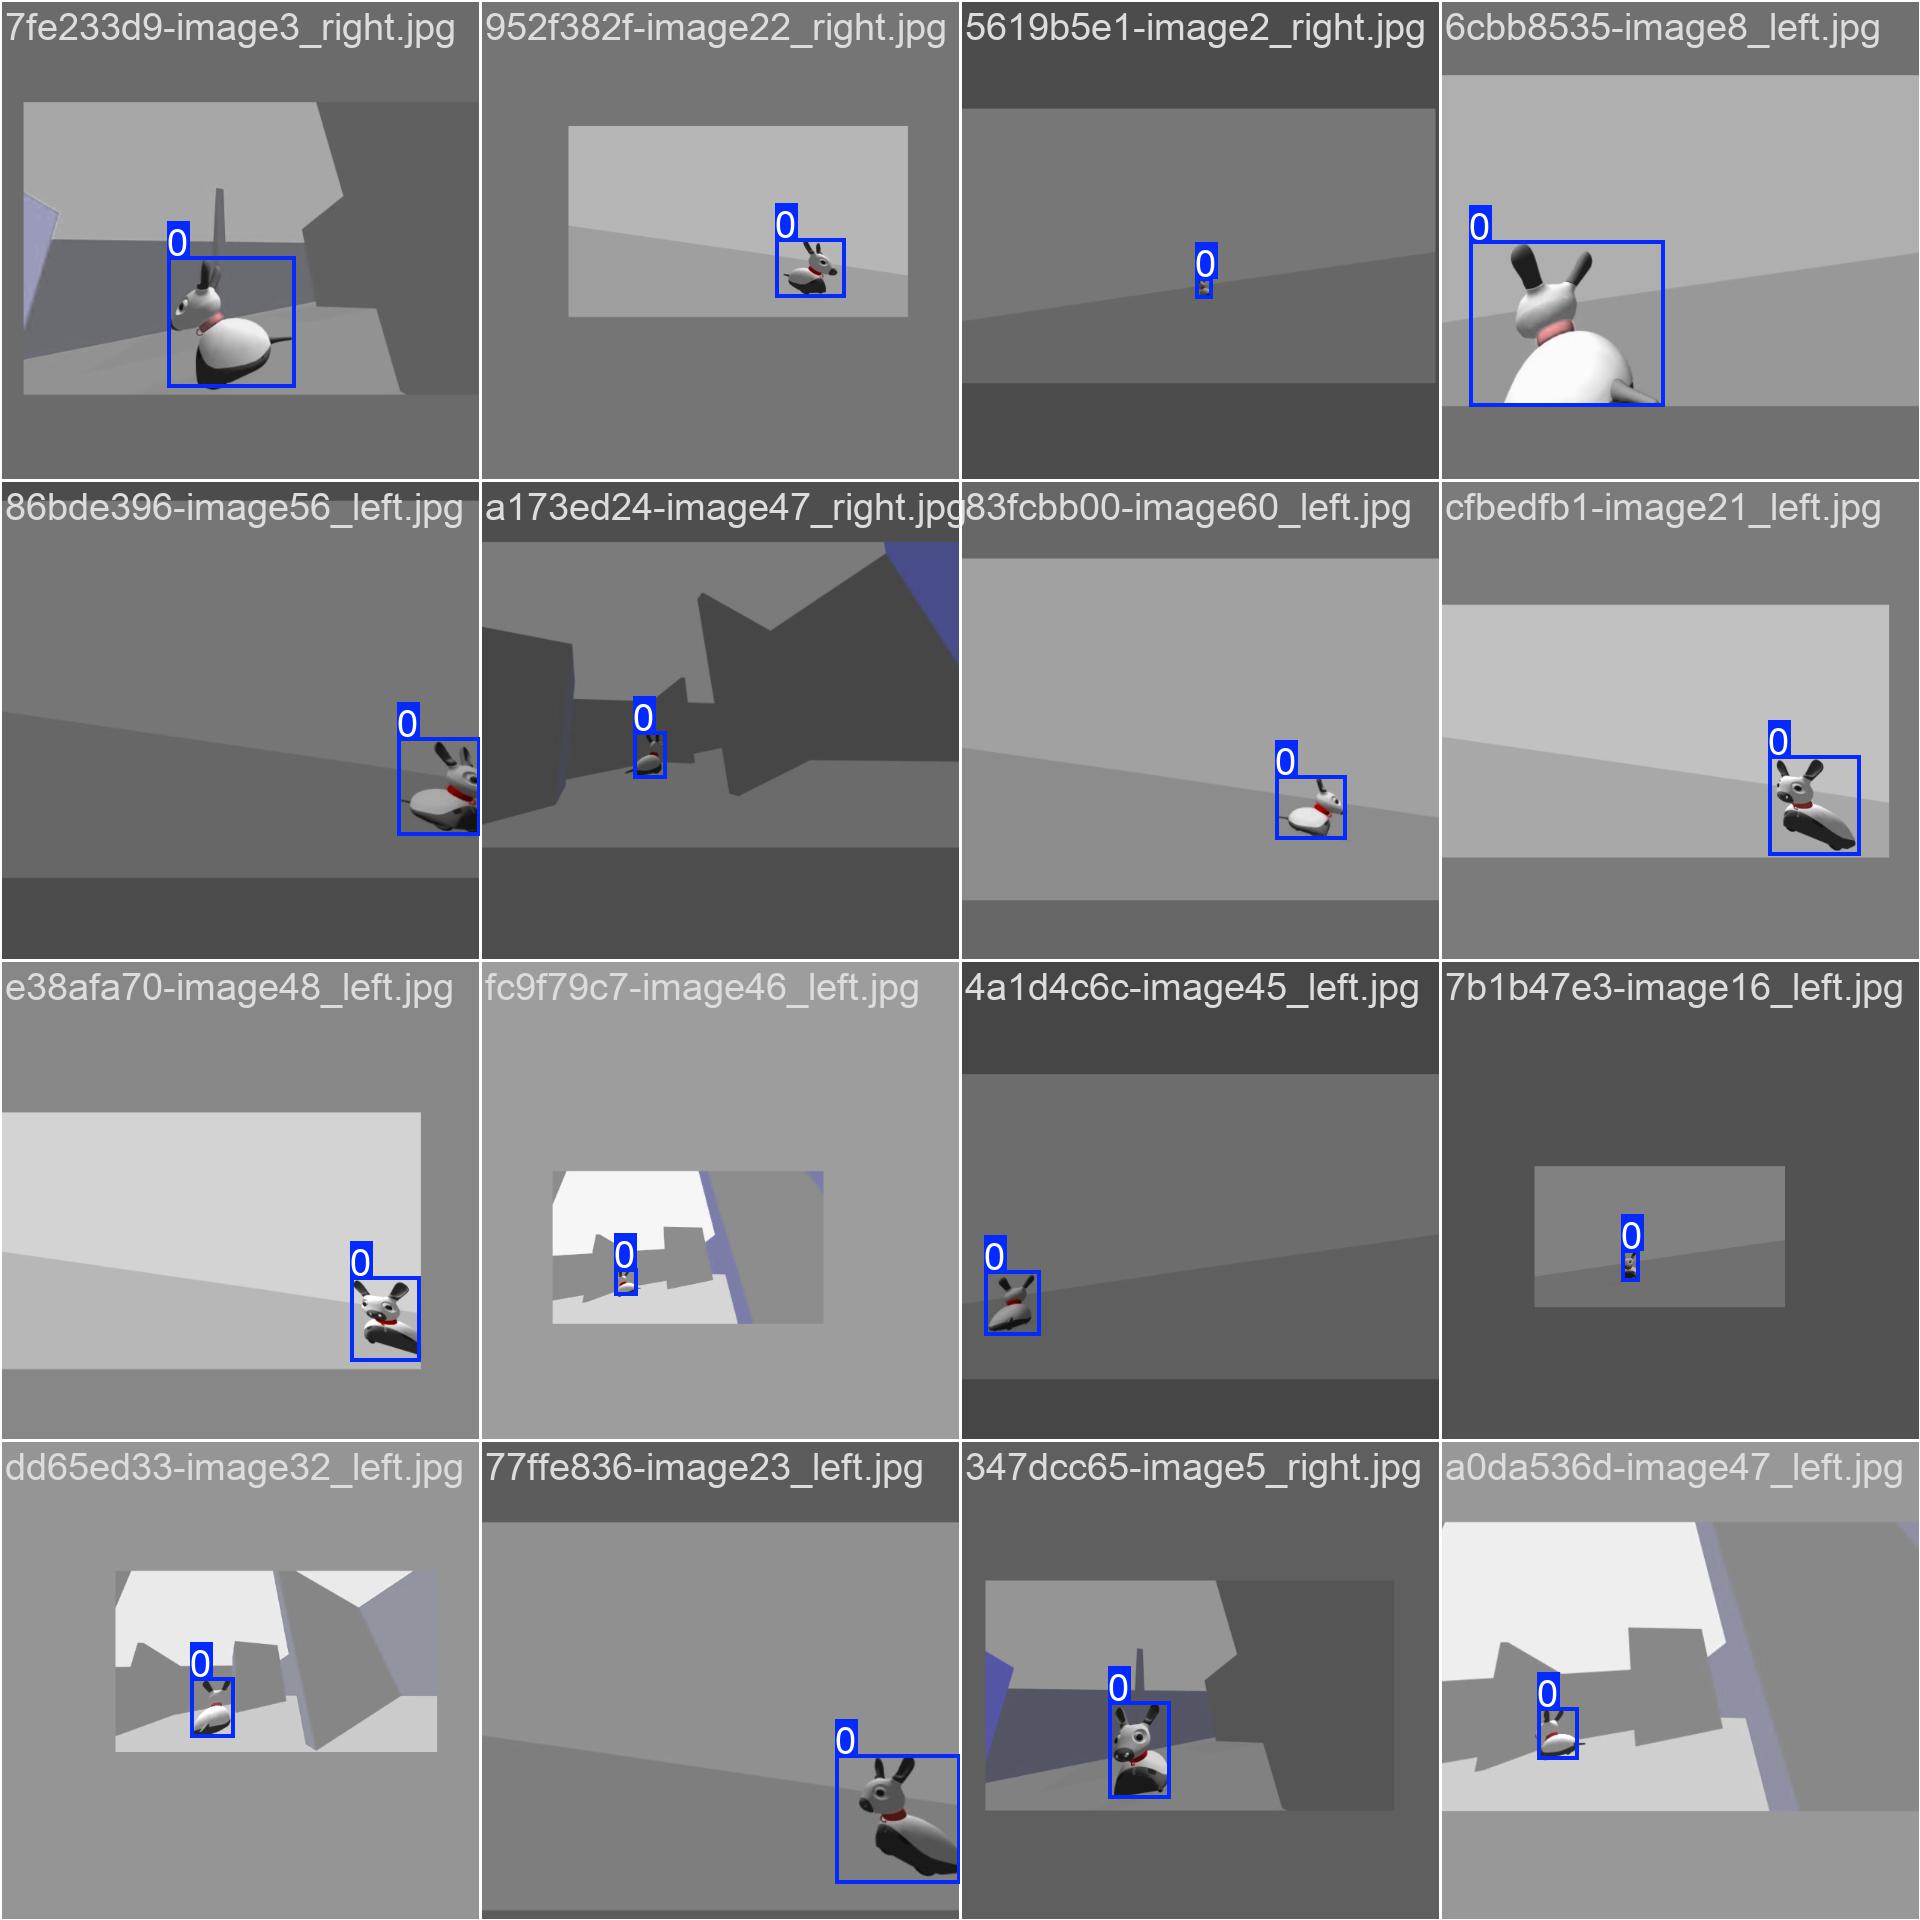 7fe233d9-image3_right.jpg
952f382f-image22_right.jpg
5619b5e1-image2_right.jpg
6cbb8535-image8_left.jpg
0
0
0
0
86bde396-image56_left.jpg
a173ed24-image47_right.jpg
83fcbb00-image60_left.jpg
cfbedfb1-image21_left.jpg
0
0
0
0
e38afa70-image48_left.jpg
fc9f79c7-image46_left.jpg
4a1d4c6c-image45_left.jpg
7b1b47e3-image16_left.jpg
0
0
0
0
dd65ed33-image32_left.jpg
77ffe836-image23_left.jpg
347dcc65-image5_right.jpg
a0da536d-image47_left.jpg
0
0
0
0